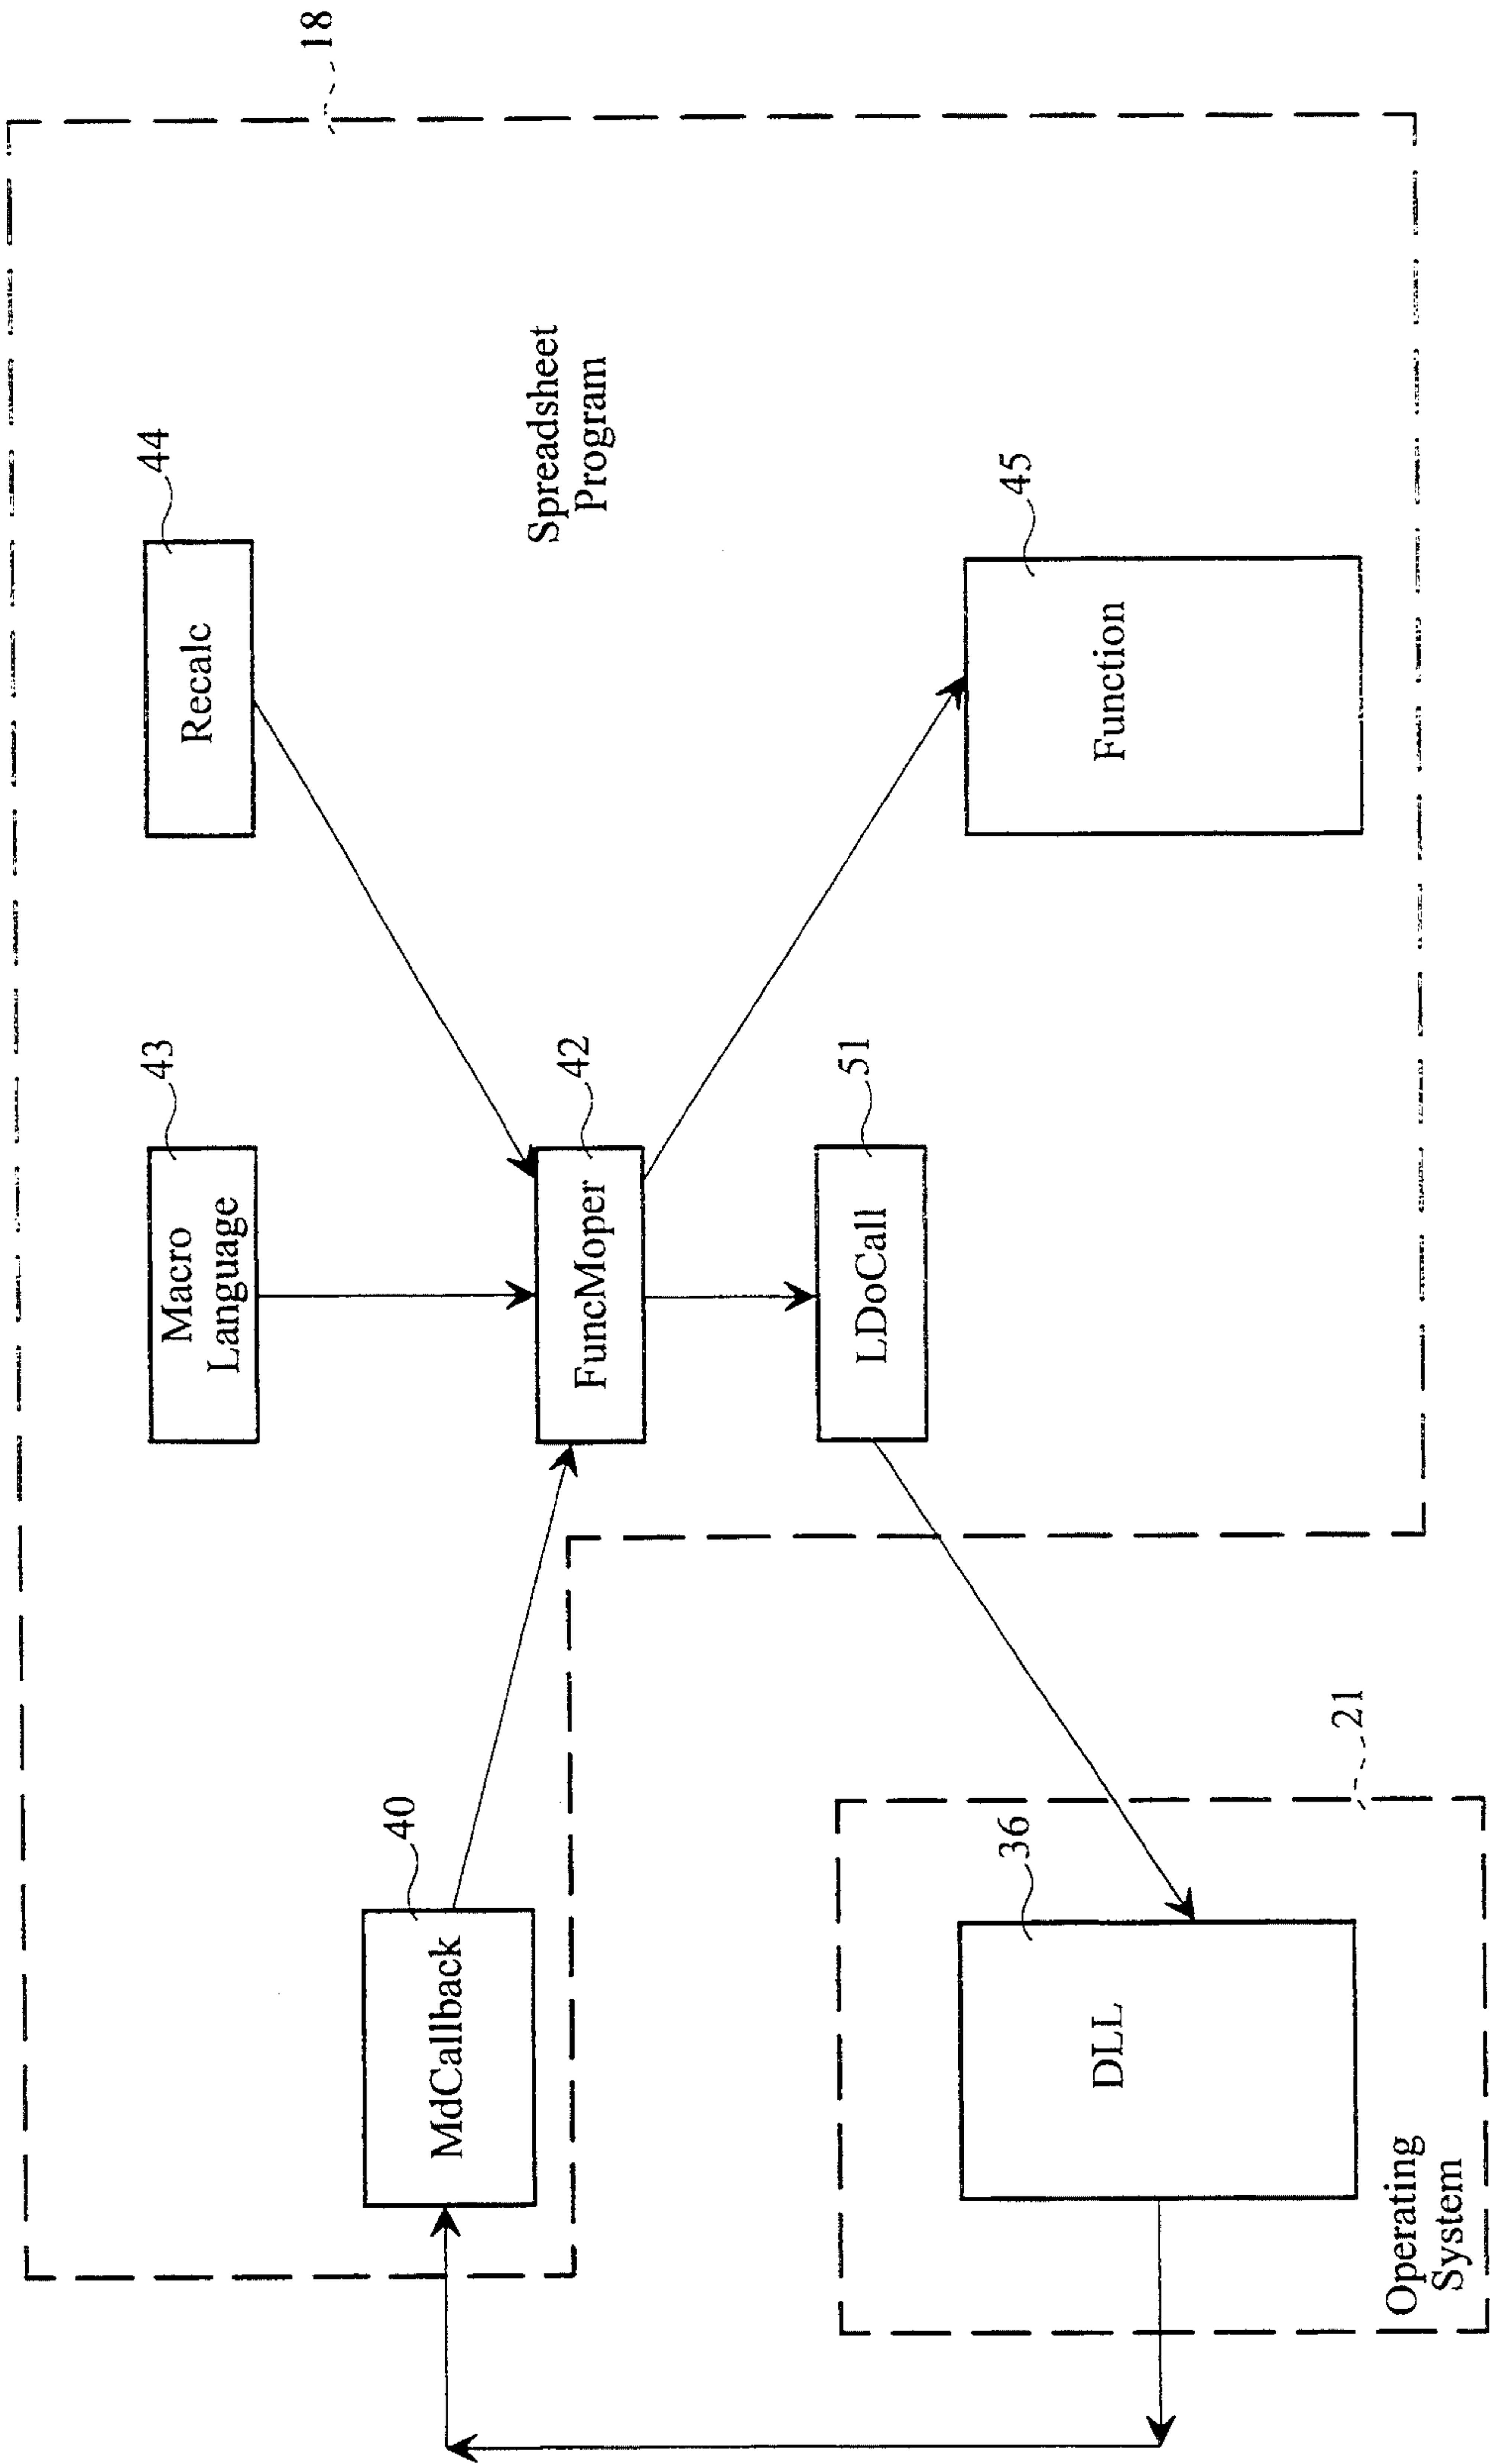 18
44
Recalc
Spreadsheet
Program
43
Macro
Language
42
FuncMoper
45
Function
51
LDoCall
40
MdCallback
21
36
DLL
Operating
System